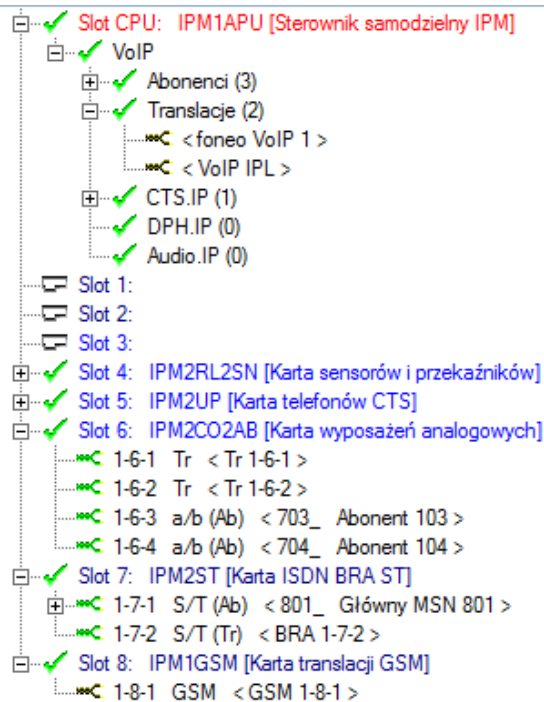 Slot CPU: IPM1APU [Sterownik samodzielny IPM]
VoIP
Abonenci (3)
Translacje (2)
< foneo VoIP 1 >
< VoIP IPL >
CTS.IP (1)
DPH.IP (0)
Audio.IP (0)
Slot 1:
Slot 2:
Slot 3:
Slot 4: IPM2RL2SN [Karta sensorów i przekaźników]
Slot 5: IPM2UP [Karta telefonów CTS]
Slot 6: IPM2CO2AB [Karta wyposażeń analogowych]
1-6-1 Tr < Tr 1-6-1 >
1-6-2 Tr < Tr 1-6-2 >
1-6-3 a/b (Ab) < 703_ Abonent 103 >
1-6-4 a/b (Ab) < 704_ Abonent 104 >
Slot 7: IPM2ST [Karta ISDN BRA ST]
1-7-1 S/T (Ab) < 801_ Główny MSN 801 >
1-7-2 S/T (Tr) < BRA 1-7-2 >
Slot 8: IPM1GSM [Karta translacji GSM]
1-8-1 GSM < GSM 1-8-1 >